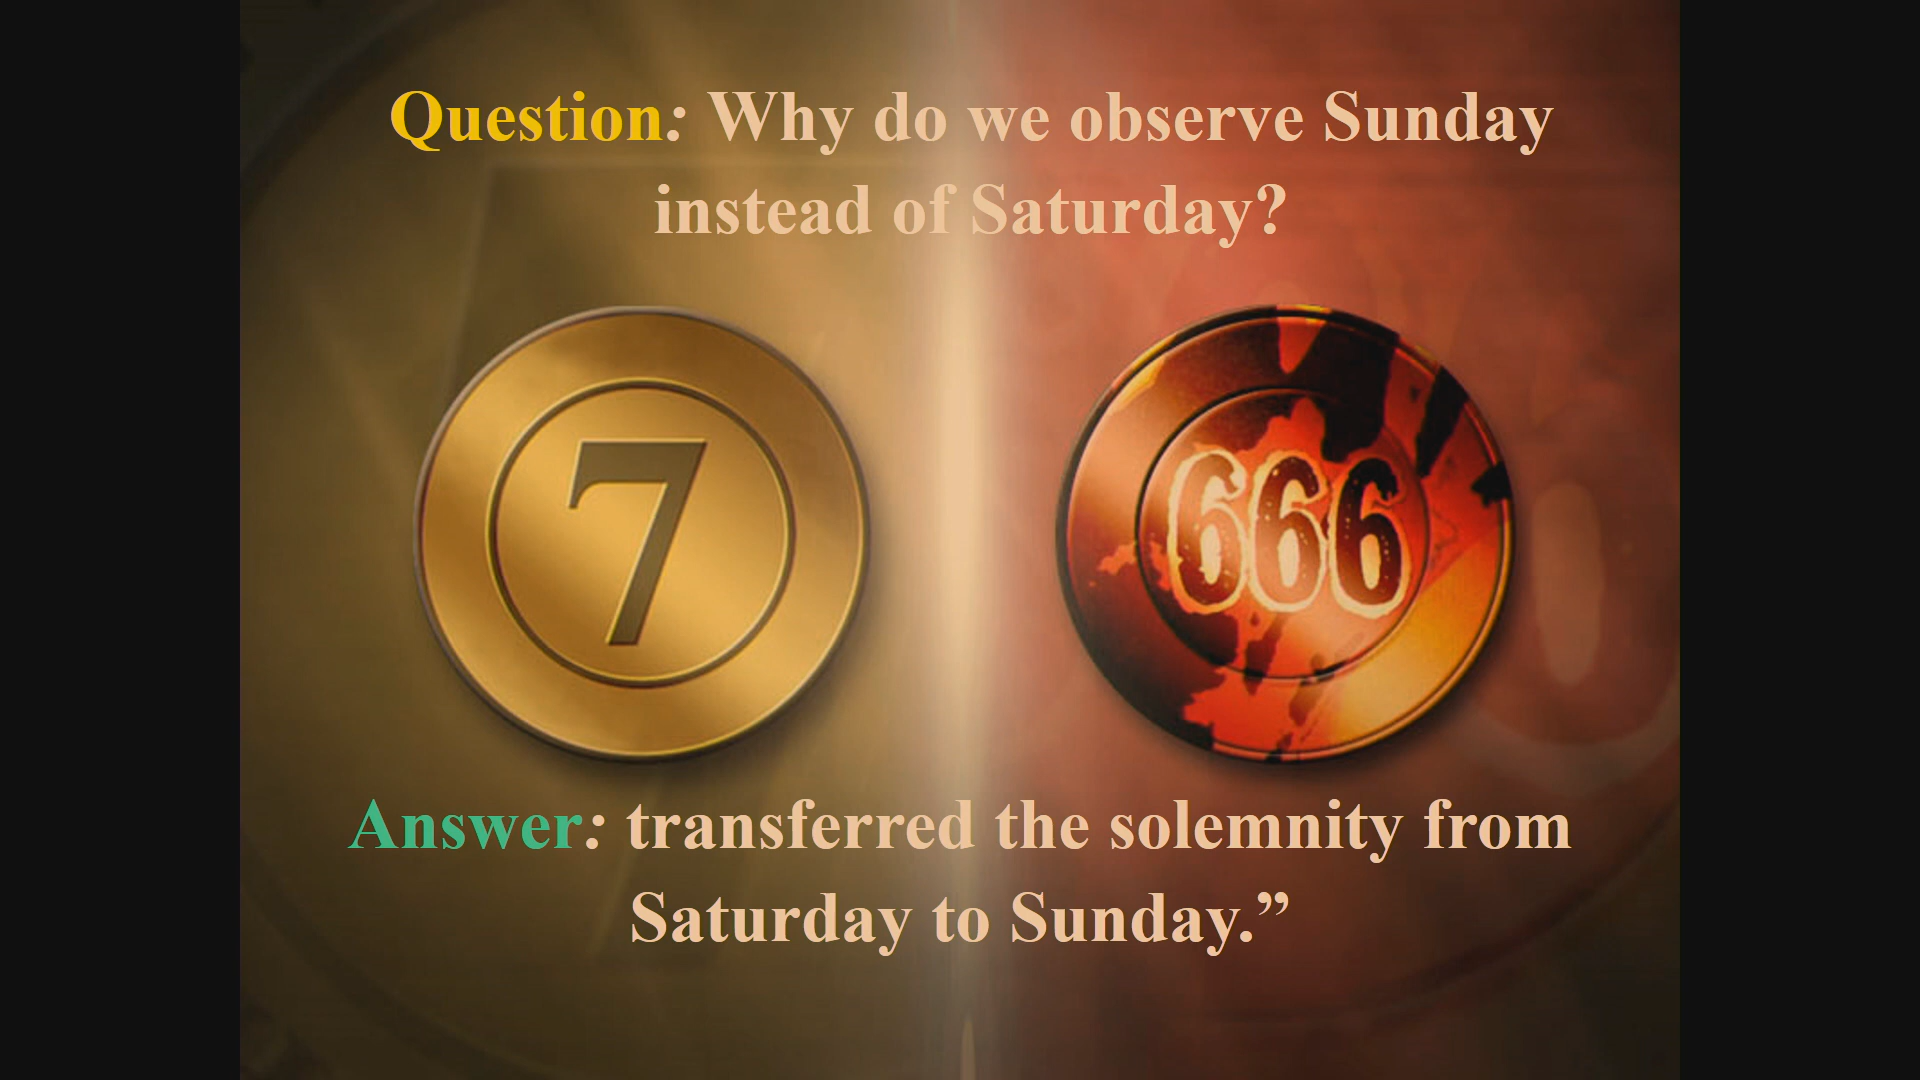 Question: Why do we observe Sunday
instead of Saturday?
7
666
Answer: transferred the solemnity from
Saturday to Sunday.”